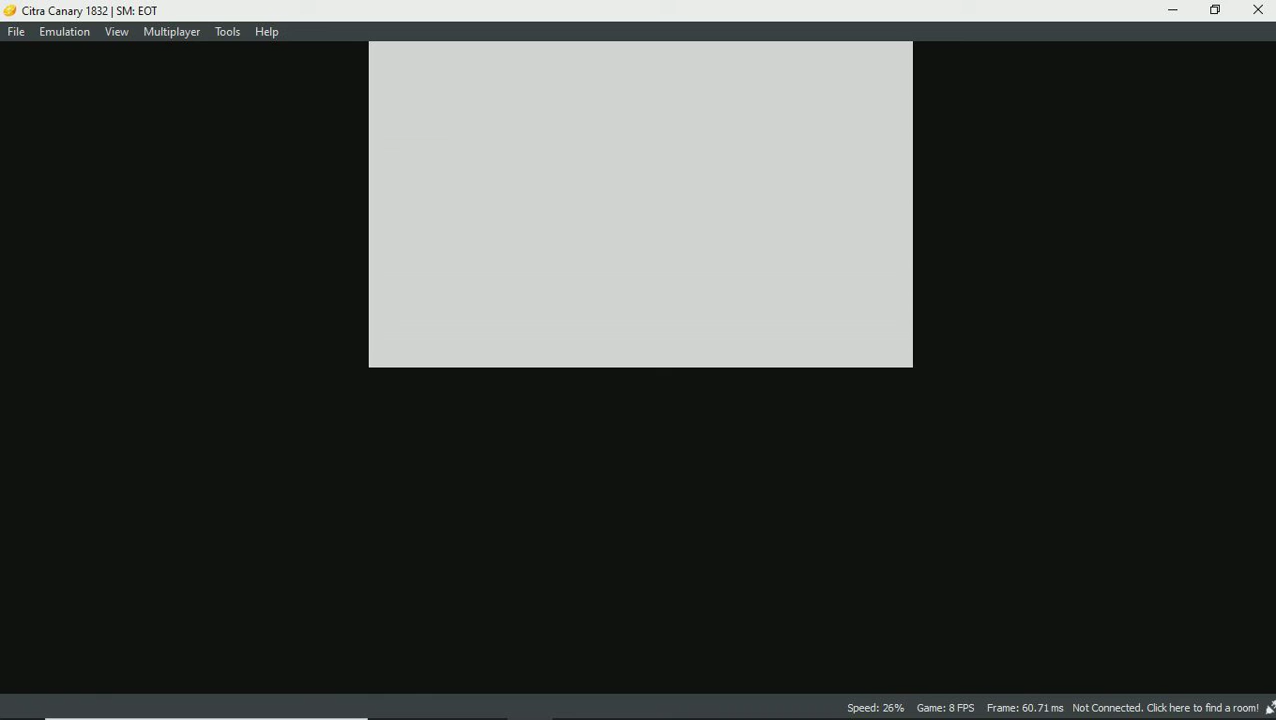 Citra Canary 1832 | SM: EOT
File Emulation View Multiplayer Tools Help
Speed: 26% Game: 8 FPS Frame: 60.71 ms Not Connected. Click here to find a room!